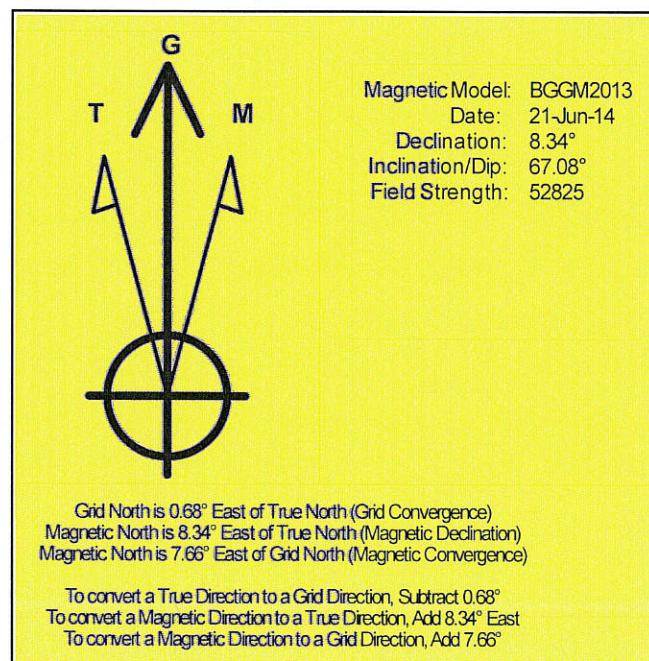 G
T
M
Magnetic Model: BGGM2013
Date: 21-Jun-14
Declination: 8.34°
Inclination/Dip: 67.08°
Field Strength: 52825
Grid North is 0.68° East of True North (Grid Convergence)
Magnetic North is 8.34° East of True North (Magnetic Declination)
Magnetic North is 7.66° East of Grid North (Magnetic Convergence)
To convert a True Direction to a Grid Direction, Subtract 0.68°
To convert a Magnetic Direction to a True Direction, Add 8.34° East
To convert a Magnetic Direction to a Grid Direction, Add 7.66°